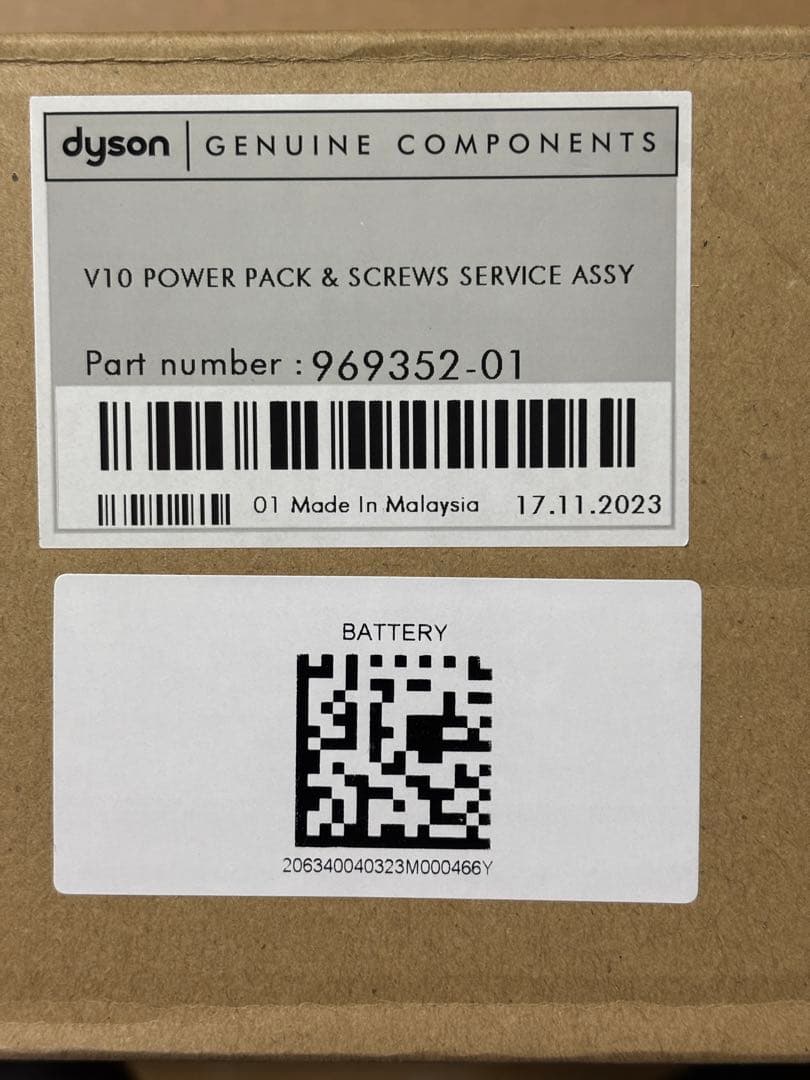 dyson | GENUINE COMPONENTS
V10 POWER PACK & SCREWS SERVICE ASSY
Part number : 969352-01
01 Made In Malaysia 17.11.2023
BATTERY
206340040323M000466Y